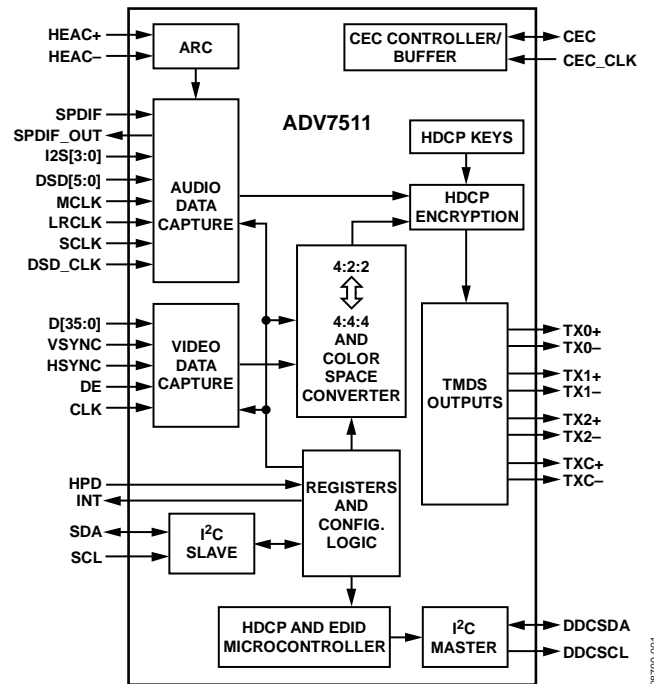 HEAC+
HEAC–
ARC
CEC CONTROLLER/
BUFFER
CEC
CEC_CLK
ADV7511
SPDIF
SPDIF_OUT
I2S[3:0]
DSD[5:0]
MCLK
LRCLK
SCLK
DSD_CLK
AUDIO
DATA
CAPTURE
HDCP KEYS
HDCP
ENCRYPTION
4:2:2
4:4:4
AND
COLOR
SPACE
CONVERTER
D[35:0]
VSYNC
HSYNC
DE
CLK
VIDEO
DATA
CAPTURE
TMDS
OUTPUTS
TX0+
TX0–
TX1+
TX1–
TX2+
TX2–
TXC+
TXC–
HPD
INT
SDA
SCL
I²C
SLAVE
REGISTERS
AND
CONFIG.
LOGIC
HDCP AND EDID
MICROCONTROLLER
I²C
MASTER
DDCSDA
DDCSCL